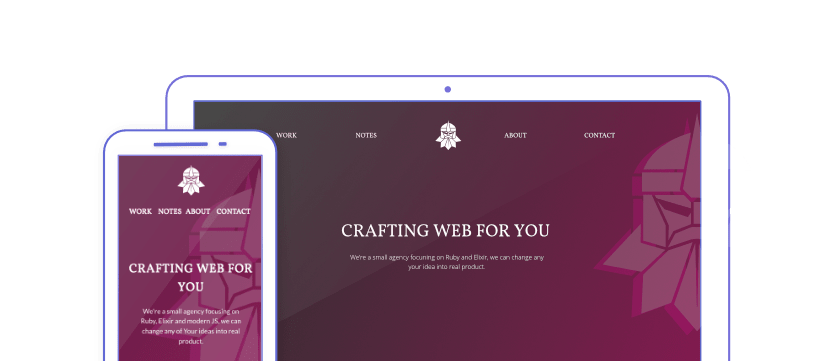 WORK NOTES ABOUT CONTACT
CRAFTING WEB FOR YOU
We're a small agency focuring on Ruby and Elixir, we can change any
your idea into real product.
WORK NOTES ABOUT CONTACT
CRAFTING WEB FOR
YOU
We're a small agency focusing on
Ruby, Elixir and modern JS, we can
change any of Your ideas into real
product.